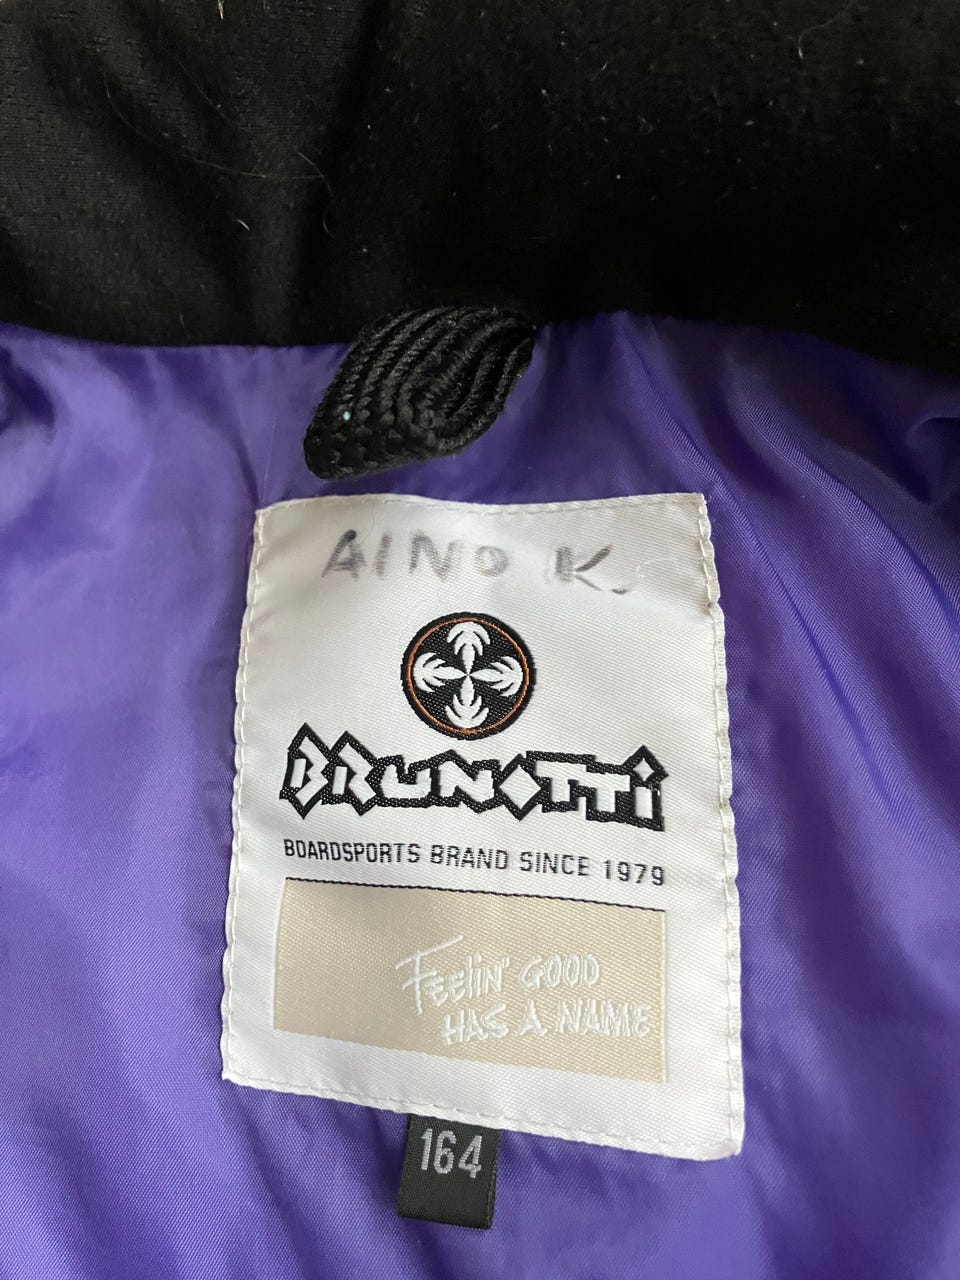 AINO K.
BRUNOTTI
BOARDSPORTS BRAND SINCE 1979
Feelin' GOOD
HAS A NAME
164